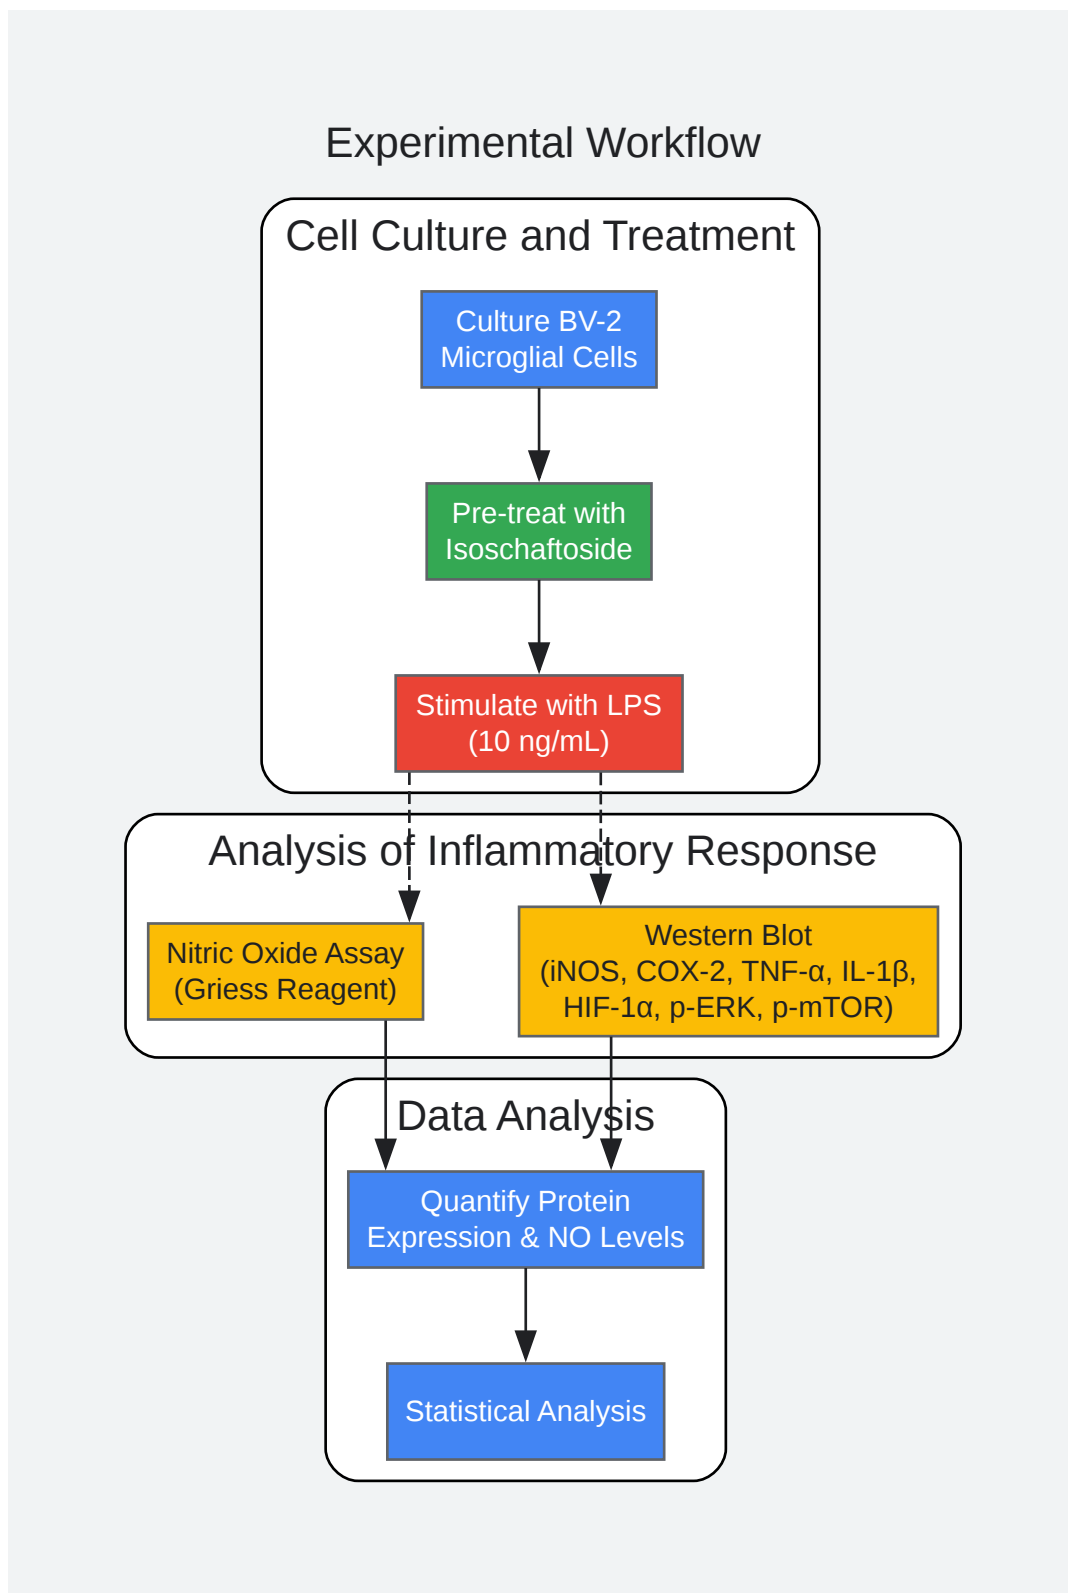 Experimental Workflow
Cell Culture and Treatment
Culture BV-2
Microglial Cells
Pre-treat with
Isoschaftoside
Stimulate with LPS
(10 ng/mL)
Analysis of Inflammatory Response
Nitric Oxide Assay
(Griess Reagent)
Western Blot
(iNOS, COX-2, TNF-α, IL-1β,
HIF-1α, p-ERK, p-mTOR)
Data Analysis
Quantify Protein
Expression & NO Levels
Statistical Analysis